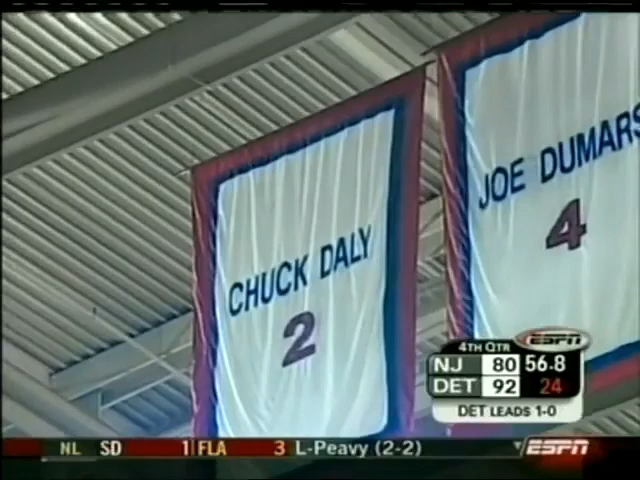 CHUCK DALY
2
JOE DUMARS
4
ESPN
4TH QTR
NJ 80 56.8
DET 92 24
DET LEADS 1-0
NL SD 1 FLA 3 L-Peavy (2-2) ESPN